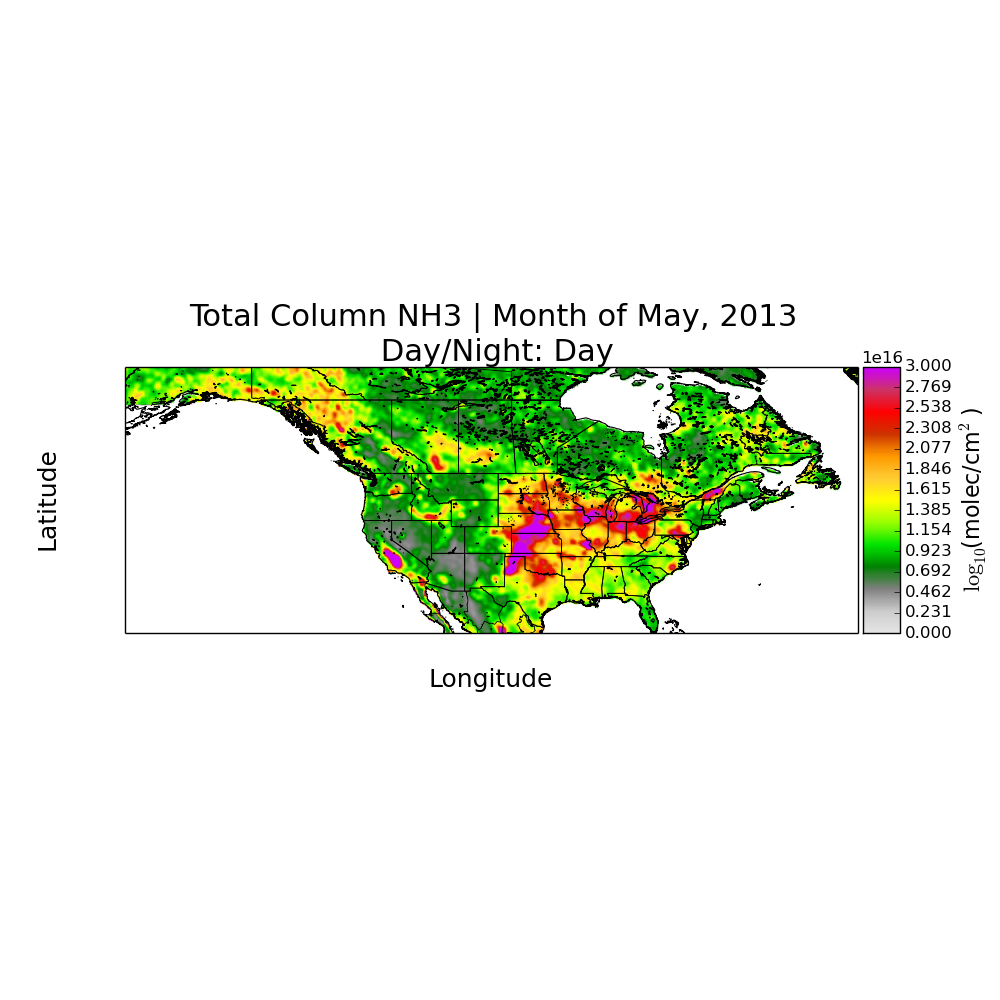 Total Column NH3 | Month of May, 2013
Day/Night: Day
1e16
3.000
2.769
2.538
2.308
2.077
1.846
1.615
1.385
1.154
0.923
0.692
0.462
0.231
0.000
log10(molec/cm2 )
Latitude
Longitude